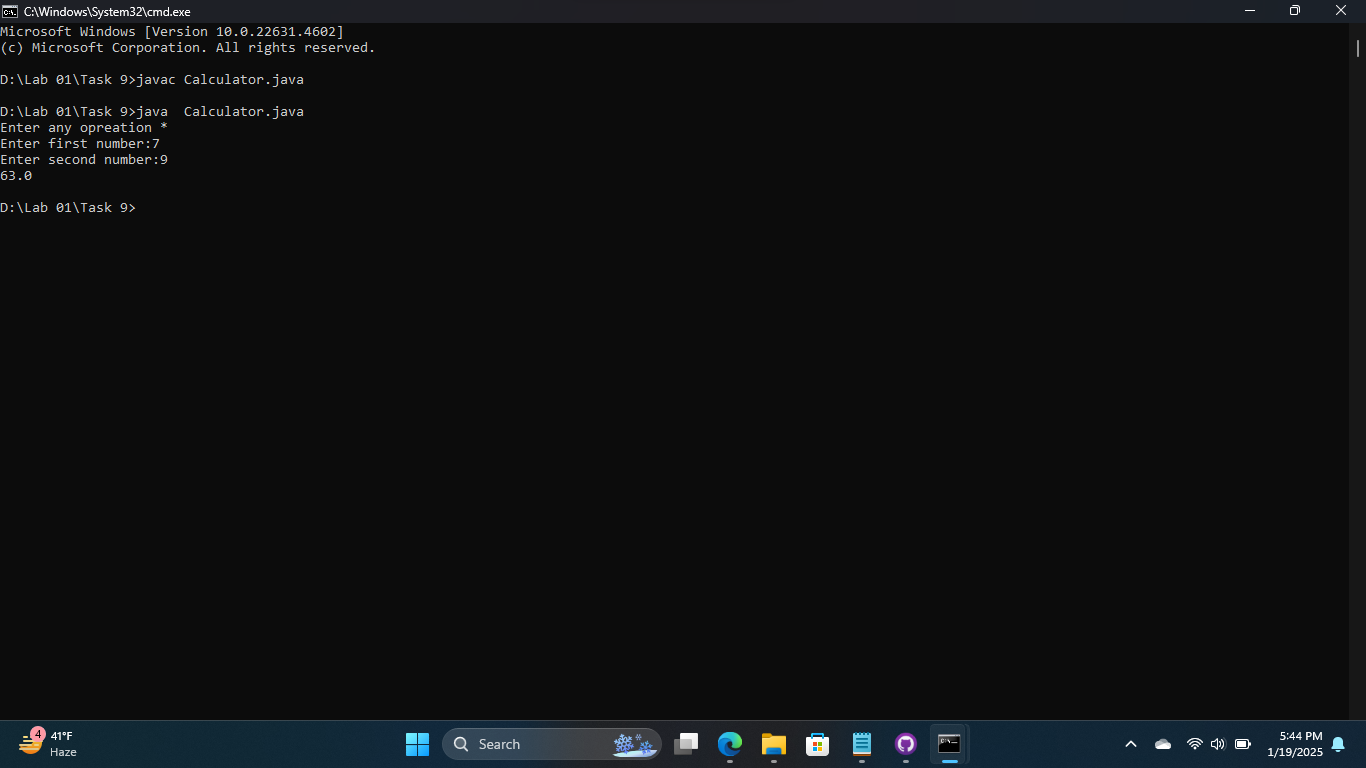 C:\Windows\System32\cmd.exe
Microsoft Windows [Version 10.0.22631.4602]
(c) Microsoft Corporation. All rights reserved.
D:\Lab 01\Task 9>javac Calculator.java
D:\Lab 01\Task 9>java  Calculator.java
Enter any opreation *
Enter first number:7
Enter second number:9
63.0
D:\Lab 01\Task 9>
4
41°F
Haze
Search
5:44 PM
1/19/2025